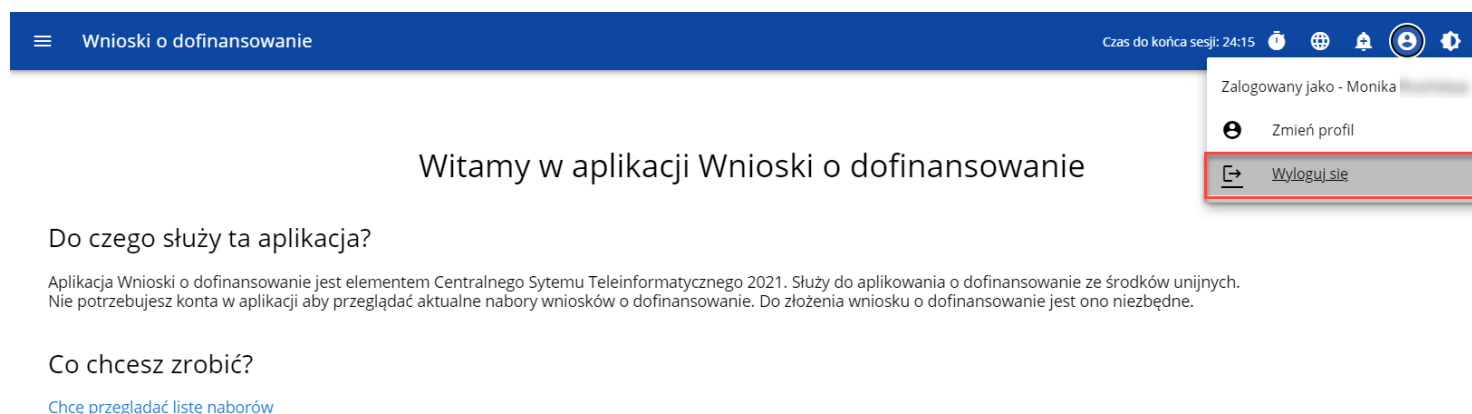 Wnioski o dofinansowanie
Czas do końca sesji: 24:15
Zalogowany jako - Monika
Zmień profil
Wyloguj się
Witamy w aplikacji Wnioski o dofinansowanie
Do czego służy ta aplikacja?
Aplikacja Wnioski o dofinansowanie jest elementem Centralnego Sytemu Teleinformatycznego 2021. Służy do aplikowania o dofinansowanie ze środków unijnych.
Nie potrzebujesz konta w aplikacji aby przeglądać aktualne nabory wniosków o dofinansowanie. Do złożenia wniosku o dofinansowanie jest ono niezbędne.
Co chcesz zrobić?
Chcę przeglądać listę naborów